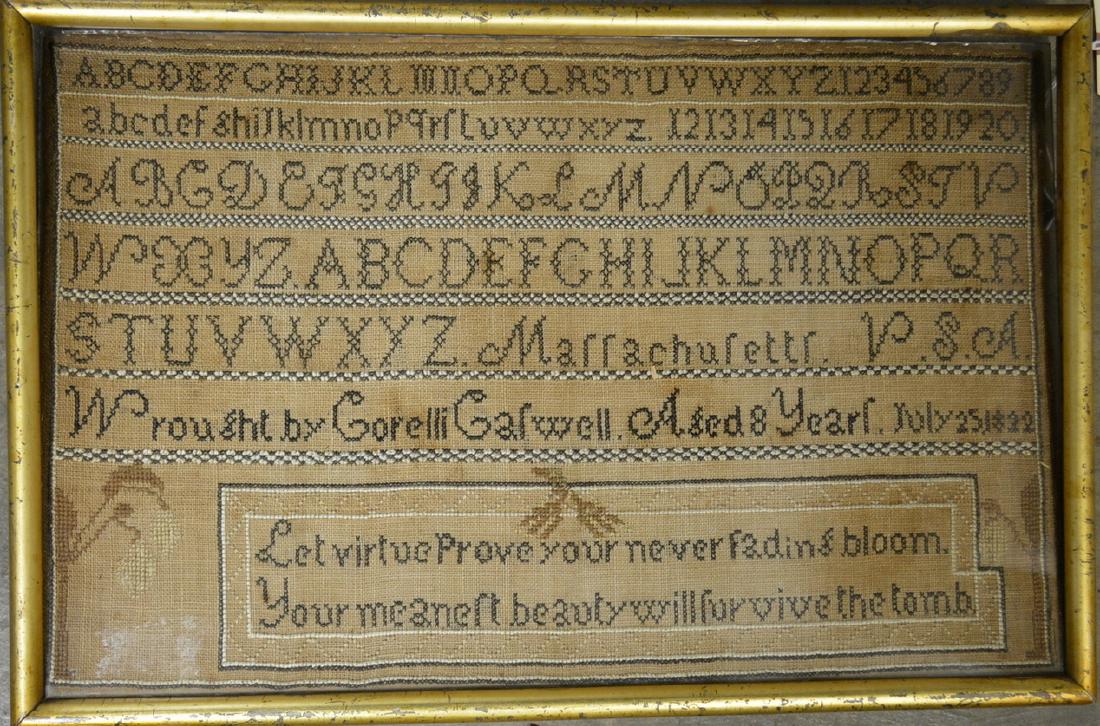 ABCDEFGHIJKLMNOPQRSTUVWXYZ123456789
abcdefghijklmnopqrſtuvwxyz. 121314151617181920
ABCDEFGHIJKLMNOPQRSTV
WXYZ.ABCDEFGHIJKLMNOPQR
STUVWXYZ. Maſſachuſettſ. V.S.A.
Wrought by Gorelli Gaſwell. Aged 8 Yearſ. July 25,1822
Let virtue Prove your never fading bloom.
Your meaneſt beauty will ſurvive the tomb.